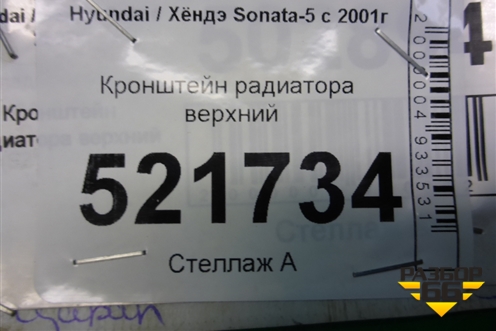 Hyundai / Хёндэ Sonata-5 с 2001г
Кронштейн радиатора
верхний
521734
Стеллаж А
2000004933531
РАЗБОР
66